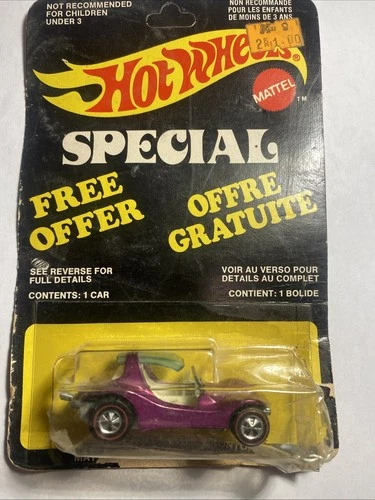 NOT RECOMMENDED
FOR CHILDREN
UNDER 3
NON RECOMMANDÉ
POUR LES ENFANTS
DE MOINS DE 3 ANS
Hot Wheels®
MATTEL
TM
SPECIAL
FREE
OFFER
OFFRE
GRATUITE
SEE REVERSE FOR
FULL DETAILS
VOIR AU VERSO POUR
DETAILS AU COMPLET
CONTENTS: 1 CAR
CONTIENT: 1 BOLIDE